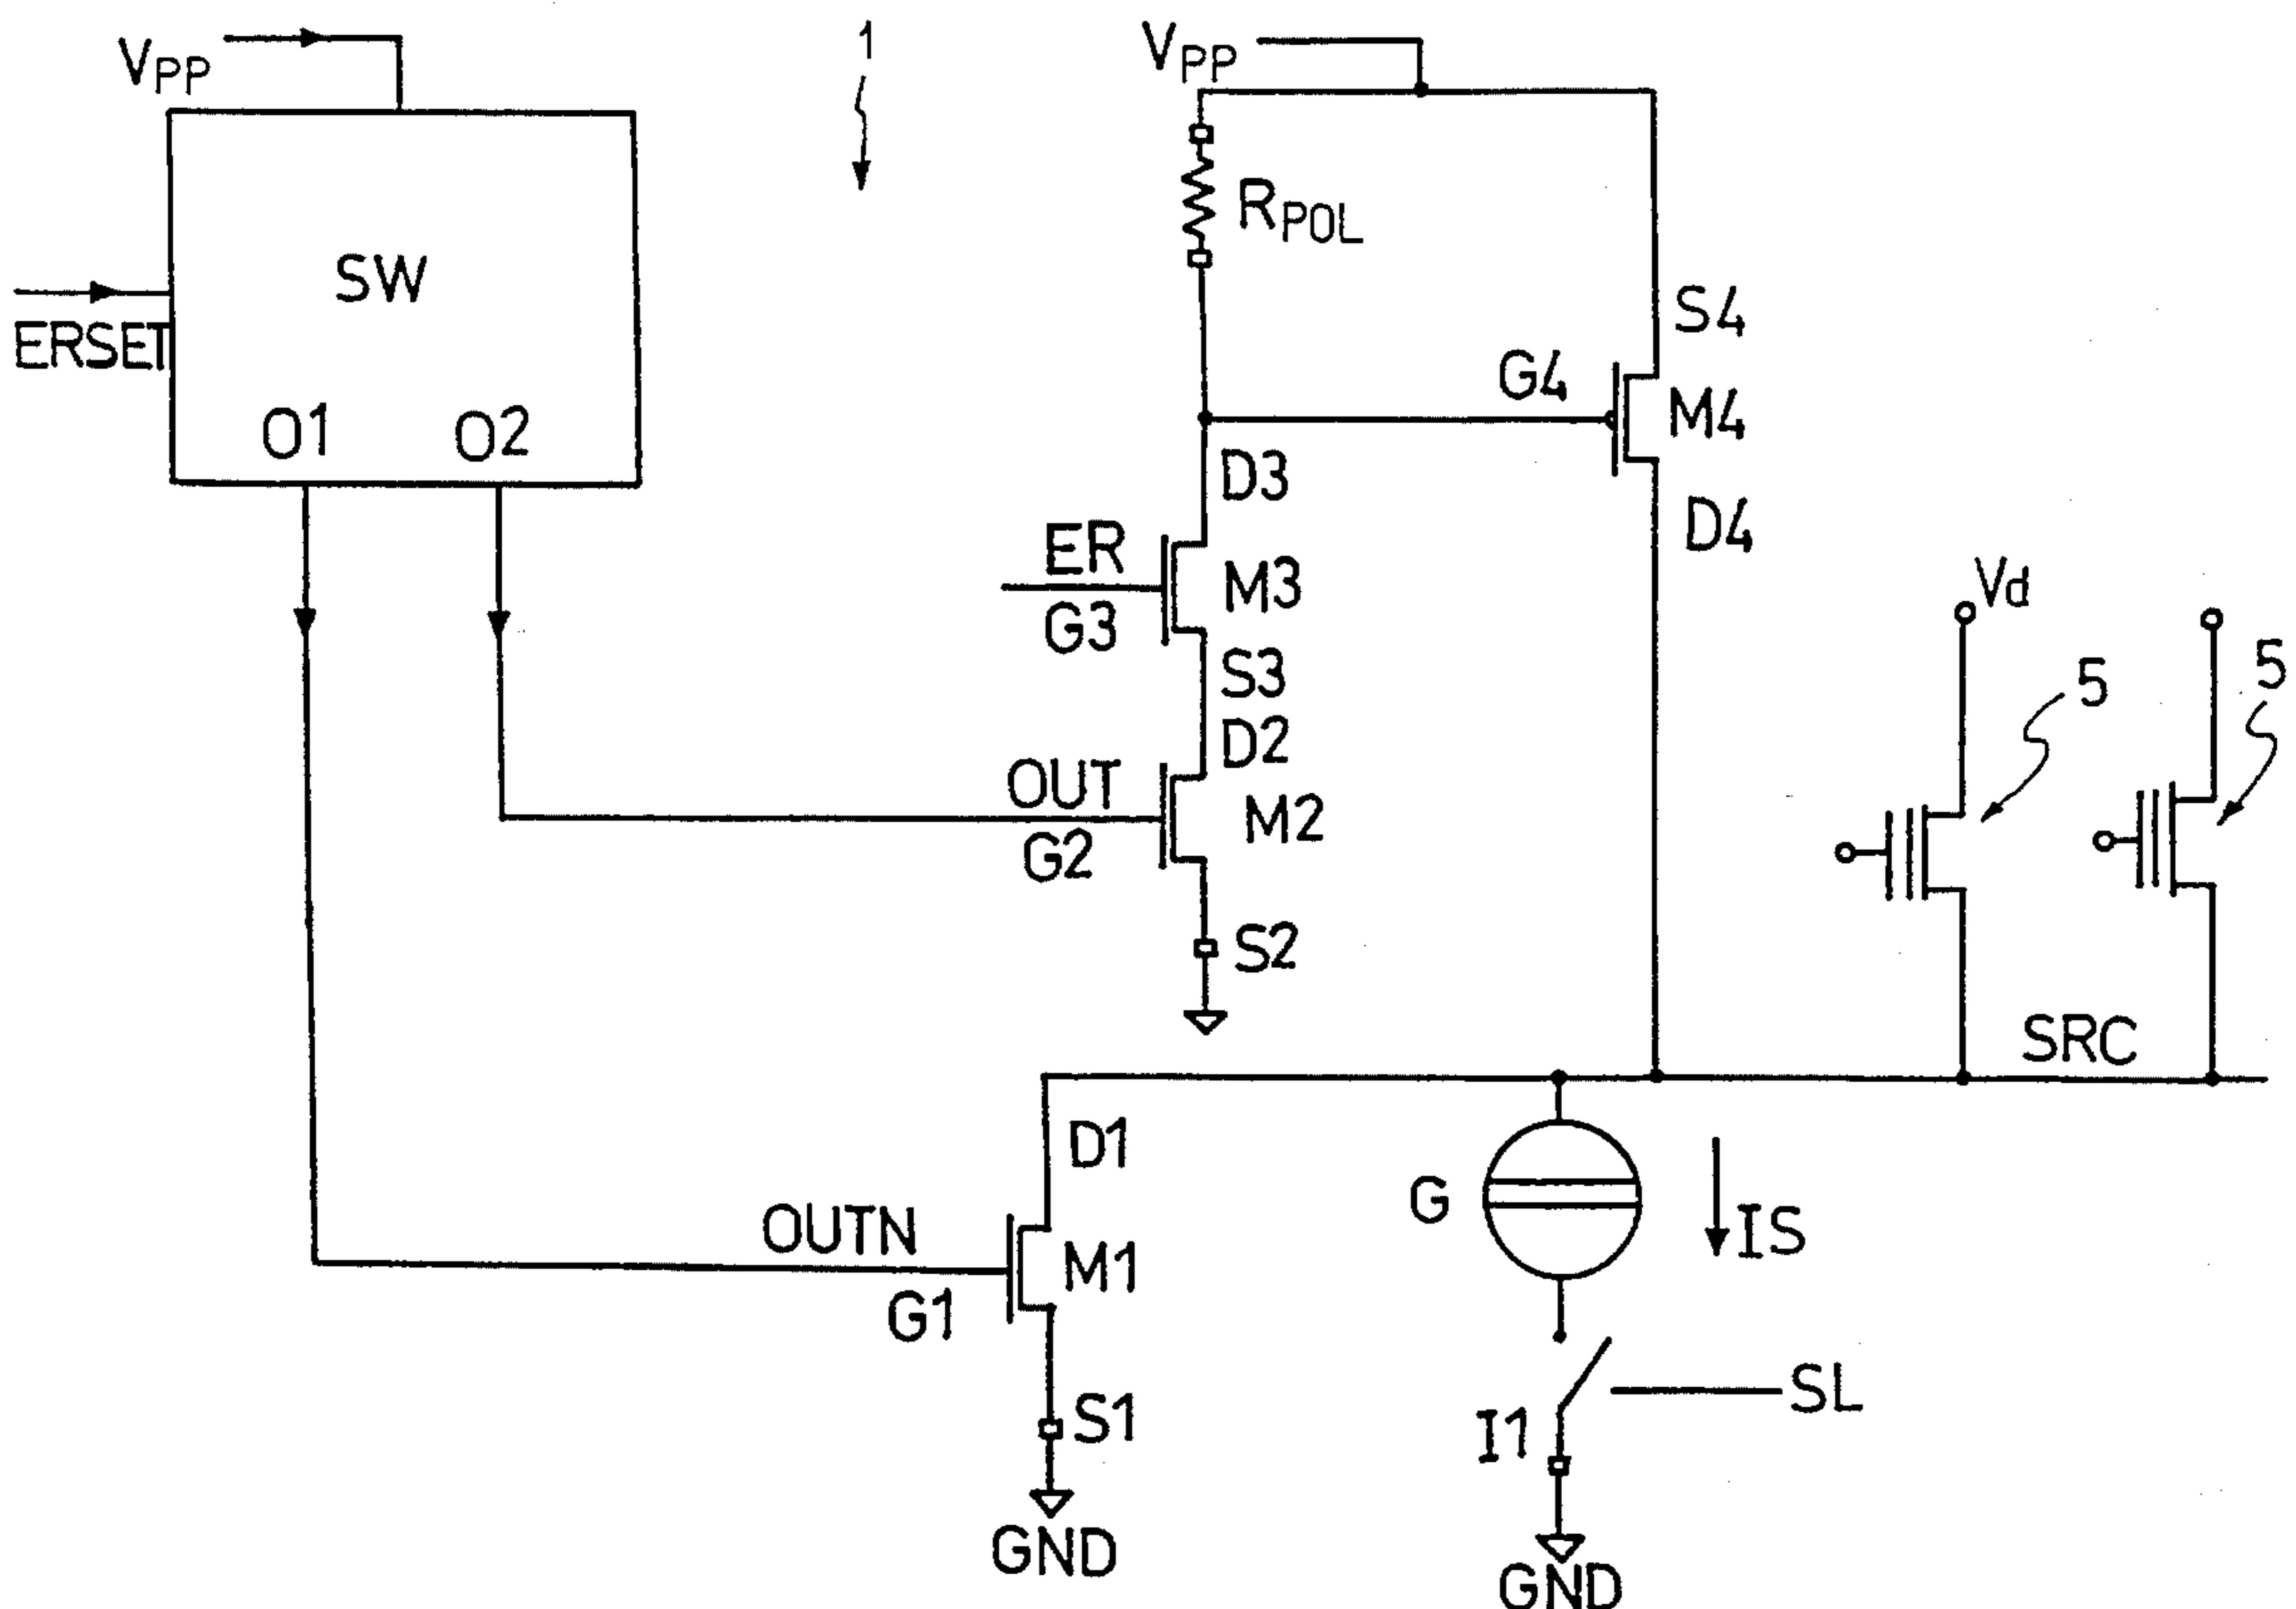 VPP
1
VPP
SW
RPOL
ERSET
S4
G4
M4
O1
O2
D3
D4
ER
M3
G3
Vd
S3
5
5
D2
OUT
M2
G2
S2
SRC
D1
G
IS
OUTN
M1
G1
SL
S1
I1
GND
GND